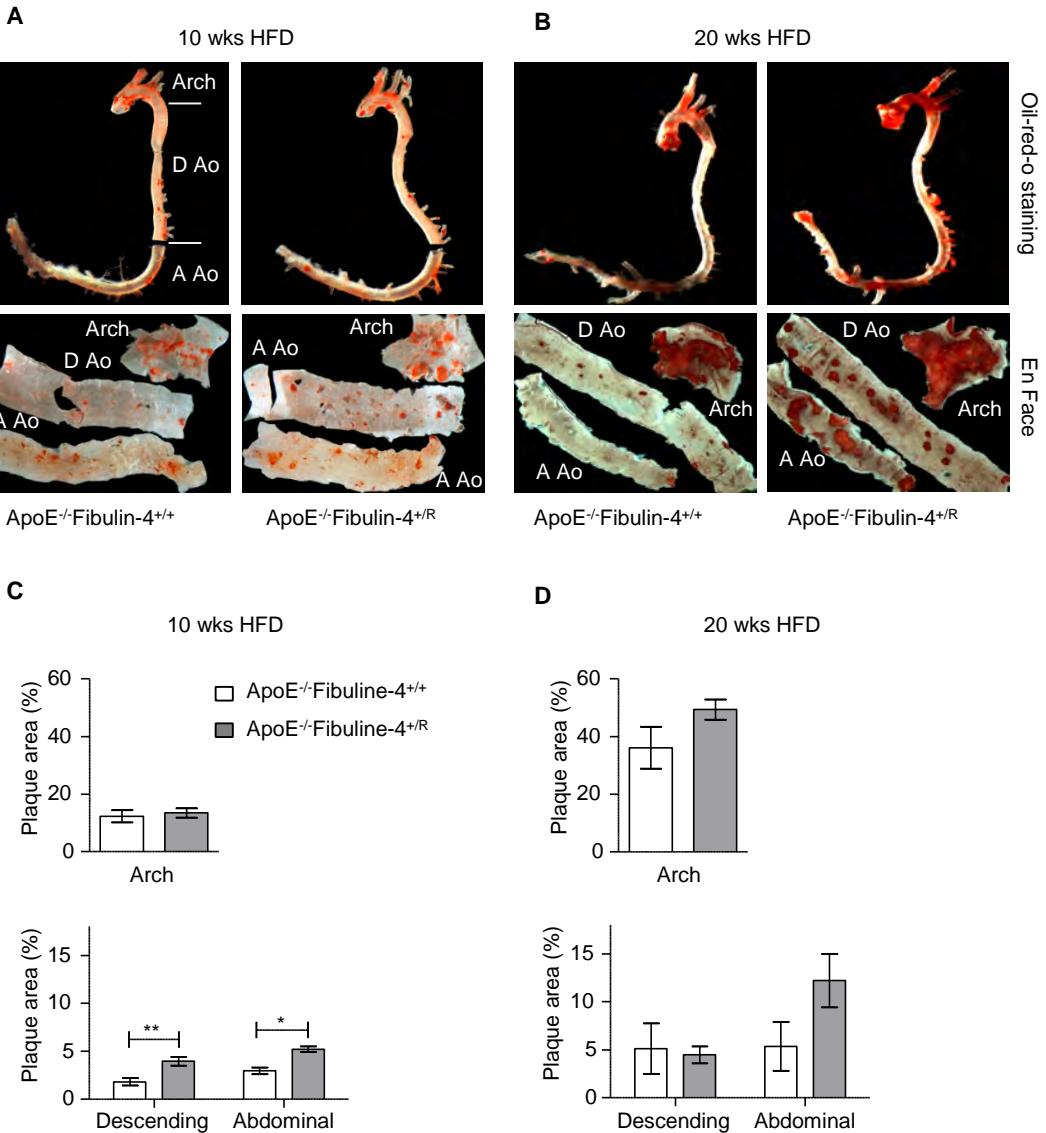 A
10 wks HFD
B
20 wks HFD
Arch
D Ao
A Ao
Oil-red-o staining
Arch
D Ao
A Ao
Arch
A Ao
A Ao
D Ao
Arch
A Ao
D Ao
Arch
A Ao
En Face
ApoE-/-Fibulin-4+/+
ApoE-/-Fibulin-4+/R
ApoE-/-Fibulin-4+/+
ApoE-/-Fibulin-4+/R
C
10 wks HFD
Plaque area (%)
60
40
20
0
Arch
ApoE-/-Fibuline-4+/+
ApoE-/-Fibuline-4+/R
Plaque area (%)
15
10
5
0
**
*
Descending
Abdominal
D
20 wks HFD
Plaque area (%)
60
40
20
0
Arch
Plaque area (%)
15
10
5
0
Descending
Abdominal